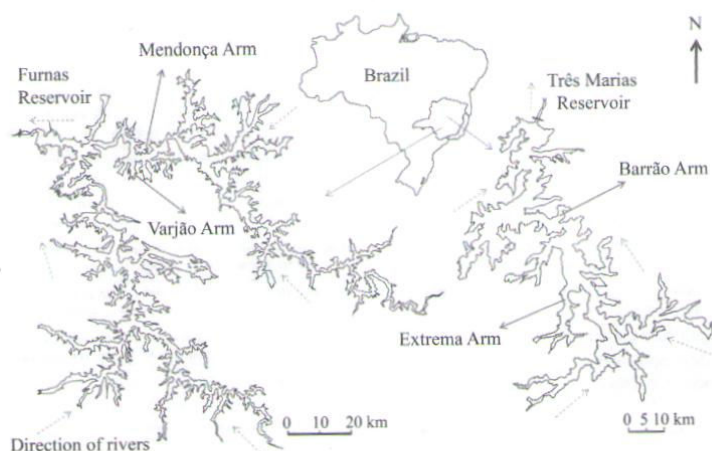 Mendonça Arm
Furnas
Reservoir
Brazil
N
Três Marias
Reservoir
Barrão Arm
Varjão Arm
Extrema Arm
Direction of rivers
0 10 20 km
0 5 10 km